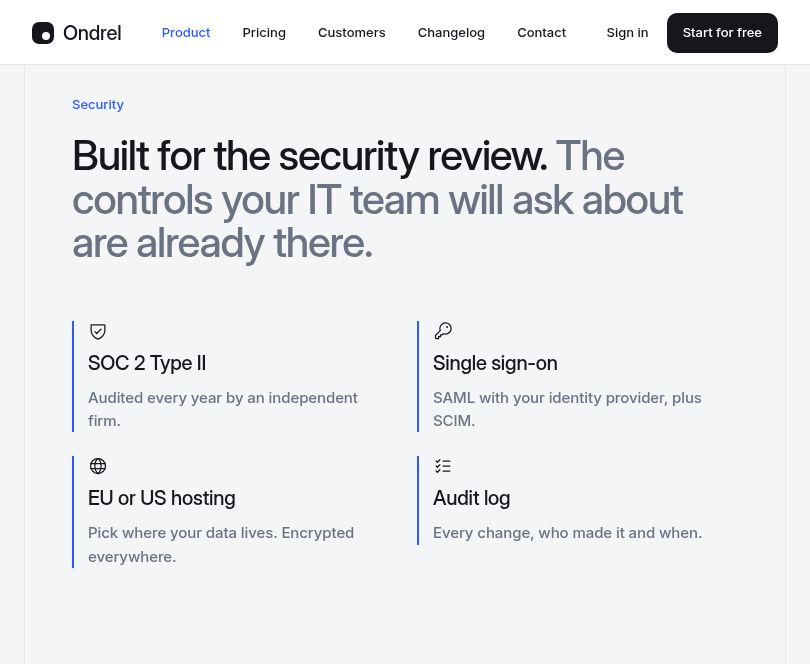 Ondrel
Product
Pricing
Customers
Changelog
Contact
Sign in
Start for free
Security
Built for the security review. The
controls your IT team will ask about
are already there.
SOC 2 Type II
Audited every year by an independent
firm.
Single sign-on
SAML with your identity provider, plus
SCIM.
EU or US hosting
Pick where your data lives. Encrypted
everywhere.
Audit log
Every change, who made it and when.